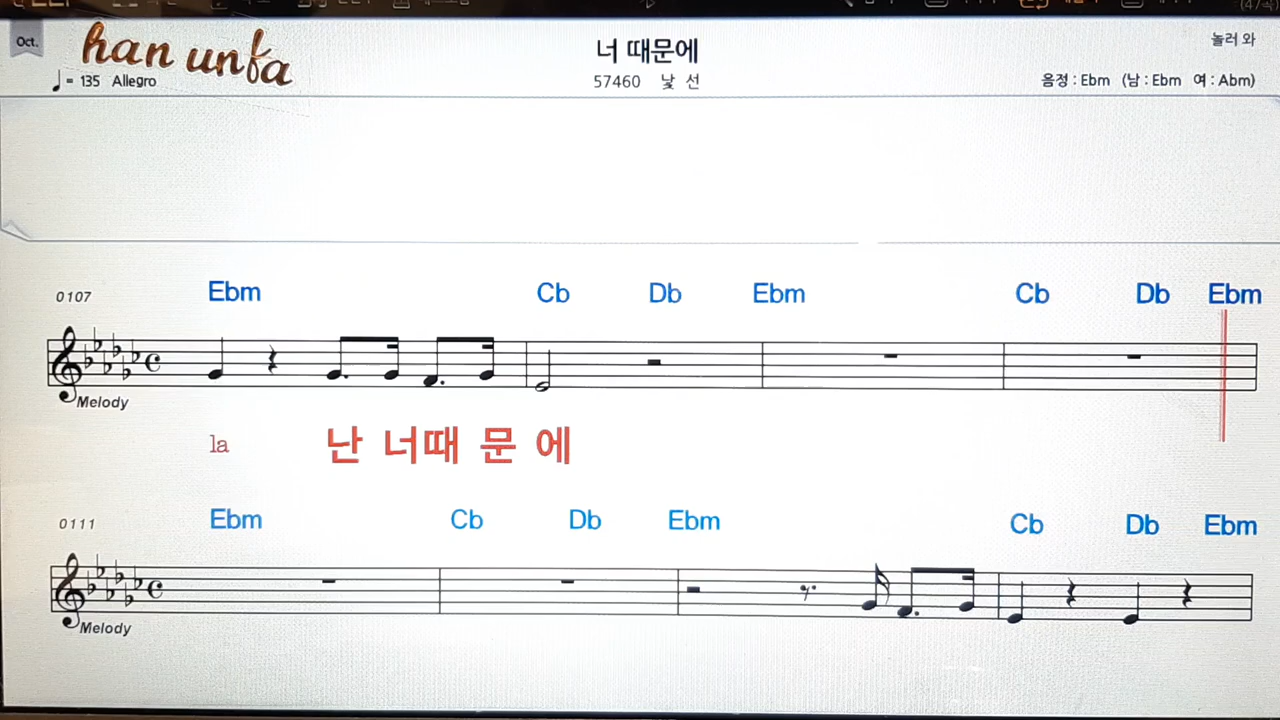 Oct.
han unfa
너 때문에
놀러 와
= 135 Allegro
57460 낯 선
음정 : Ebm (남 : Ebm 여 : Abm)
0107 Ebm Cb Db Ebm Cb Db Ebm
Melody
la 난 너때 문 에
0111 Ebm Cb Db Ebm Cb Db Ebm
Melody